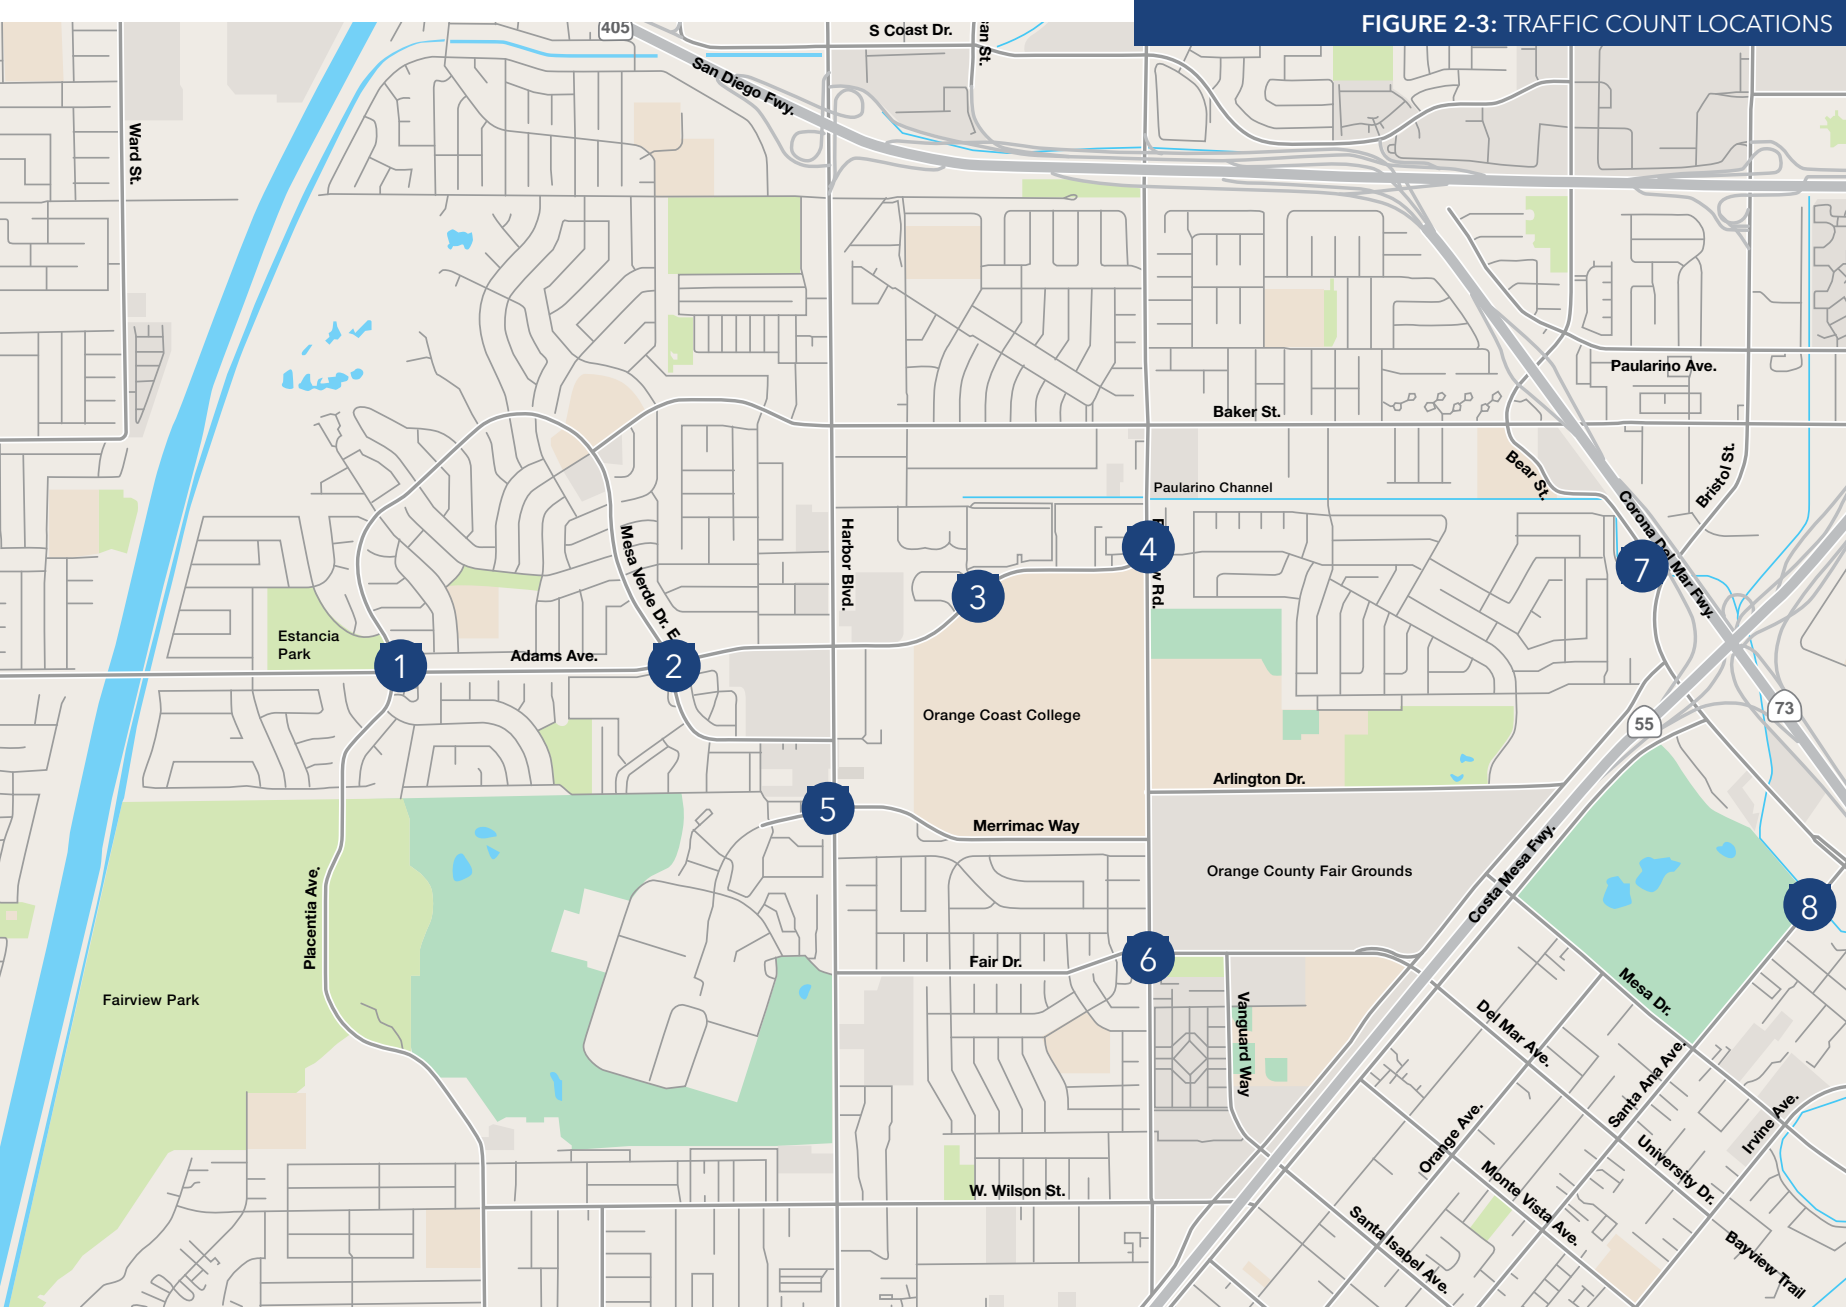 FIGURE 2-3: TRAFFIC COUNT LOCATIONS
405
S Coast Dr.
San Diego Fwy.
Ward St.
Paularino Ave.
Baker St.
Bear St.
Bristol St.
Paularino Channel
Corona Del Mar Fwy.
Mesa Verde Dr. E
Harbor Blvd.
4
Rd.
7
3
Estancia
Park
1
Adams Ave.
2
Orange Coast College
55
73
Arlington Dr.
5
Merrimac Way
Orange County Fair Grounds
Costa Mesa Fwy.
8
Placentia Ave.
6
Fair Dr.
Fairview Park
Vanguard Way
Mesa Dr.
Del Mar Ave.
Santa Ana Ave.
Orange Ave.
Irvine Ave.
University Dr.
W. Wilson St.
Monte Vista Ave.
Santa Isabel Ave.
Bayview Trail